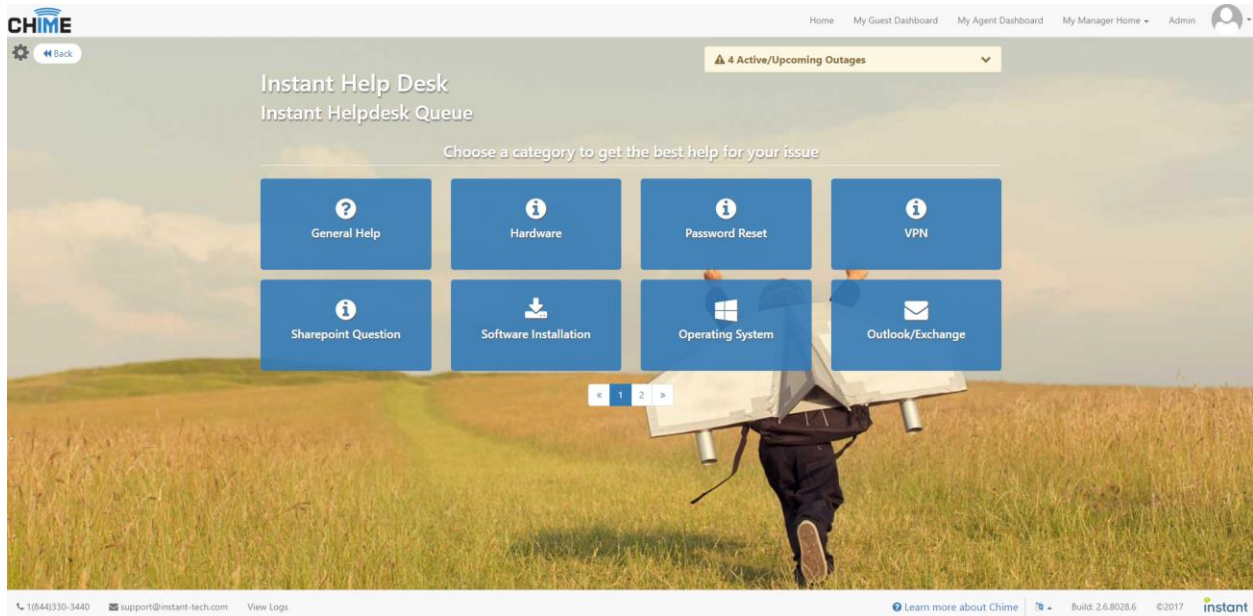 CHIME
Home My Guest Dashboard My Agent Dashboard My Manager Home Admin
Back
4 Active/Upcoming Outages
Instant Help Desk
Instant Helpdesk Queue
Choose a category to get the best help for your issue
General Help
Hardware
Password Reset
VPN
Sharepoint Question
Software Installation
Operating System
Outlook/Exchange
« 1 2 »
1(844)330-3440 support@instant-tech.com View Logs
Learn more about Chime Build: 2.6.8028.6 ©2017 instant